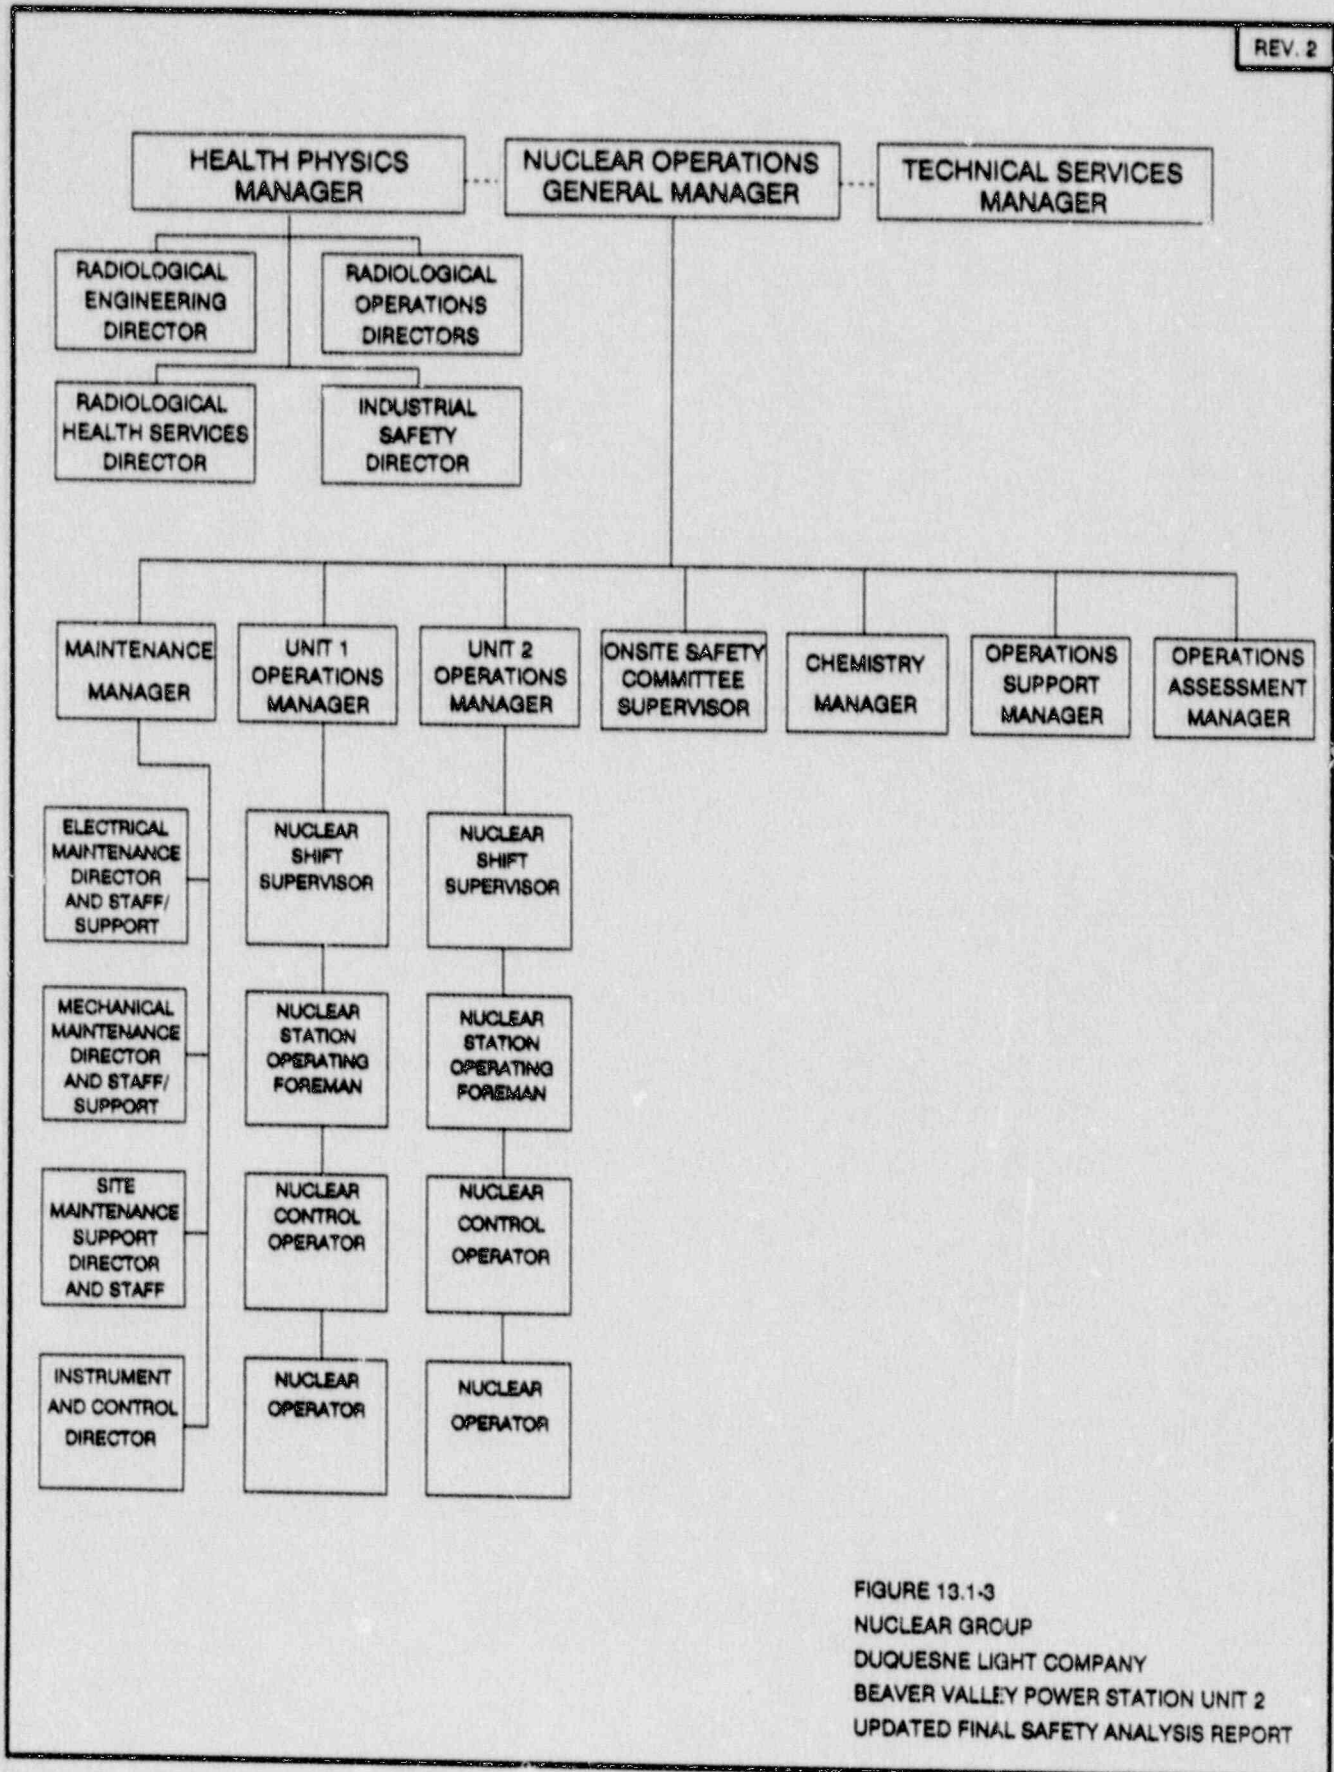 REV. 2
HEALTH PHYSICS
MANAGER
NUCLEAR OPERATIONS
GENERAL MANAGER
TECHNICAL SERVICES
MANAGER
RADIOLOGICAL
ENGINEERING
DIRECTOR
RADIOLOGICAL
OPERATIONS
DIRECTORS
RADIOLOGICAL
HEALTH SERVICES
DIRECTOR
INDUSTRIAL
SAFETY
DIRECTOR
MAINTENANCE
MANAGER
UNIT 1
OPERATIONS
MANAGER
UNIT 2
OPERATIONS
MANAGER
ONSITE SAFETY
COMMITTEE
SUPERVISOR
CHEMISTRY
MANAGER
OPERATIONS
SUPPORT
MANAGER
OPERATIONS
ASSESSMENT
MANAGER
ELECTRICAL
MAINTENANCE
DIRECTOR
AND STAFF/
SUPPORT
NUCLEAR
SHIFT
SUPERVISOR
NUCLEAR
SHIFT
SUPERVISOR
MECHANICAL
MAINTENANCE
DIRECTOR
AND STAFF/
SUPPORT
NUCLEAR
STATION
OPERATING
FOREMAN
NUCLEAR
STATION
OPERATING
FOREMAN
SITE
MAINTENANCE
SUPPORT
DIRECTOR
AND STAFF
NUCLEAR
CONTROL
OPERATOR
NUCLEAR
CONTROL
OPERATOR
INSTRUMENT
AND CONTROL
DIRECTOR
NUCLEAR
OPERATOR
NUCLEAR
OPERATOR
FIGURE 13.1-3
NUCLEAR GROUP
DUQUESNE LIGHT COMPANY
BEAVER VALLEY POWER STATION UNIT 2
UPDATED FINAL SAFETY ANALYSIS REPORT